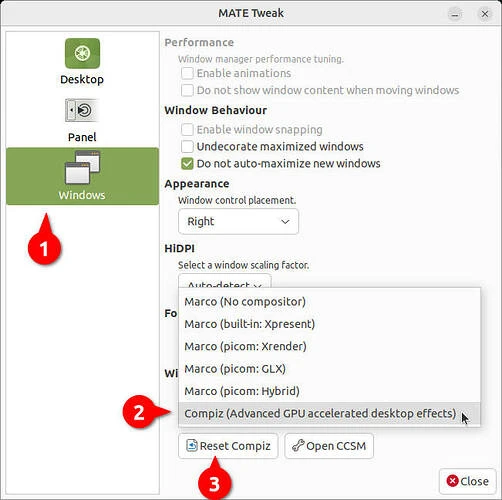 MATE Tweak
Desktop
Panel
Windows
1
Performance
Window manager performance tuning.
Enable animations
Do not show window content when moving windows
Window Behaviour
Enable window snapping
Undecorate maximized windows
Do not auto-maximize new windows
Appearance
Window control placement.
Right
HiDPI
Select a window scaling factor.
Auto-detect
Fo
Marco (No compositor)
Marco (built-in: Xpresent)
Marco (picom: Xrender)
Marco (picom: GLX)
Wi
Marco (picom: Hybrid)
2
Compiz (Advanced GPU accelerated desktop effects)
Reset Compiz
Open CCSM
3
Close